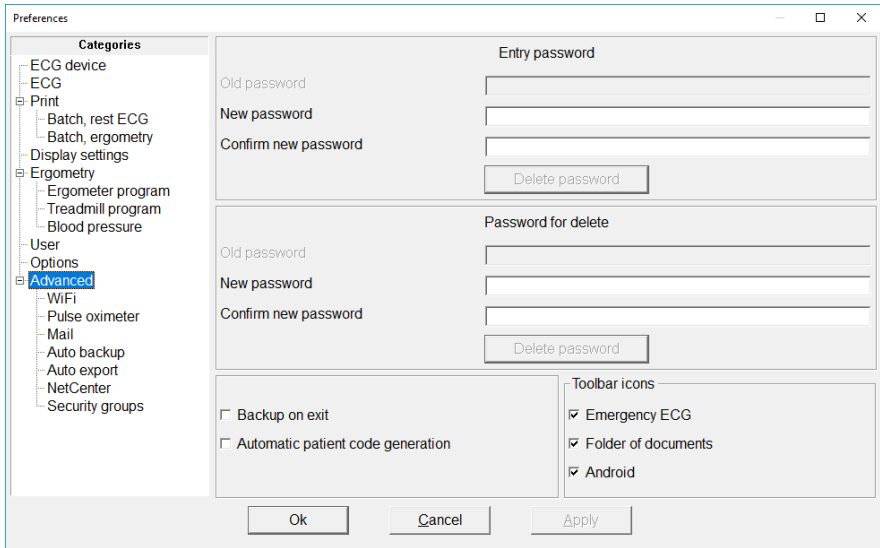 Preferences
Categories
ECG device
ECG
Print
Batch, rest ECG
Batch, ergometry
Display settings
Ergometry
Ergometer program
Treadmill program
Blood pressure
User
Options
Advanced
WiFi
Pulse oximeter
Mail
Auto backup
Auto export
NetCenter
Security groups
Entry password
Old password
New password
Confirm new password
Delete password
Password for delete
Old password
New password
Confirm new password
Delete password
Backup on exit
Automatic patient code generation
Toolbar icons
Emergency ECG
Folder of documents
Android
Ok
Cancel
Apply